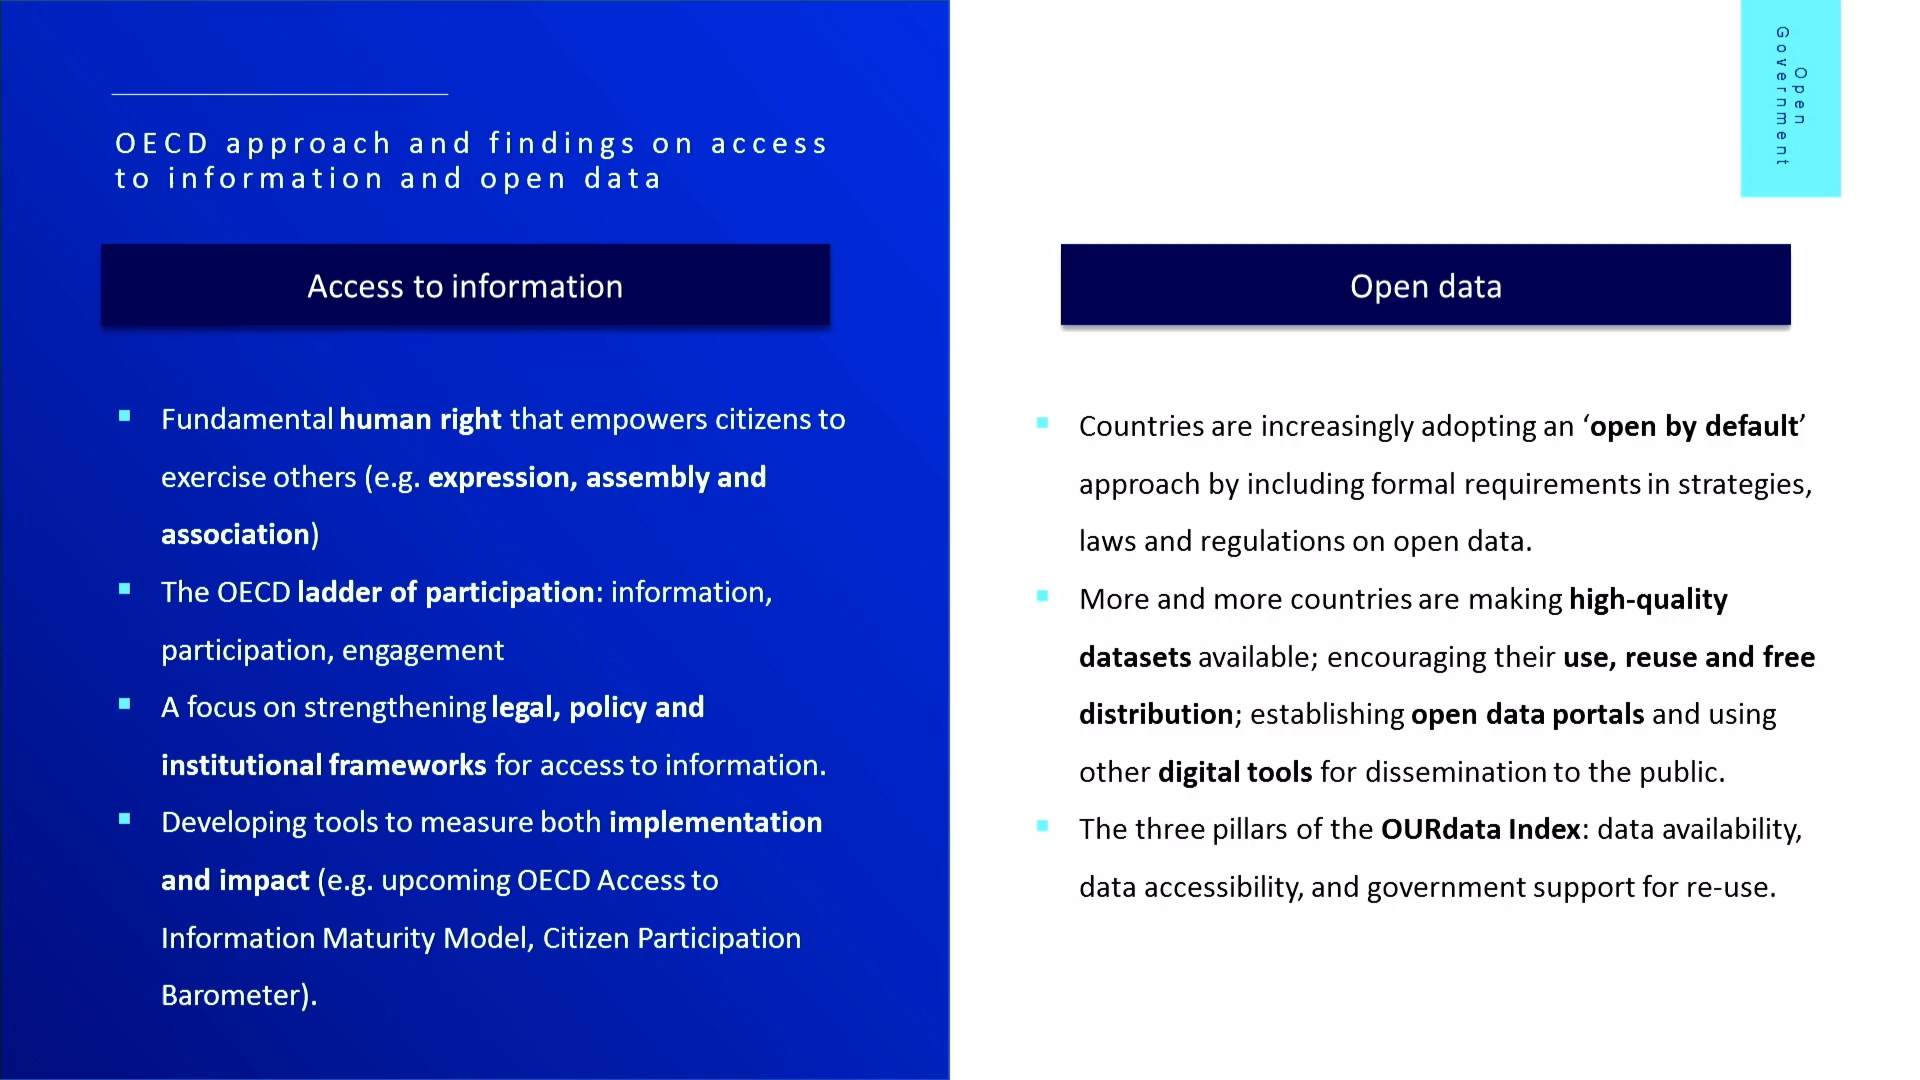 OECD approach and findings on access
to information and open data
Access to information
Fundamental human right that empowers citizens to
exercise others (e.g. expression, assembly and
association)
The OECD ladder of participation: information,
participation, engagement
A focus on strengthening legal, policy and
institutional frameworks for access to information.
Developing tools to measure both implementation
and impact (e.g. upcoming OECD Access to
Information Maturity Model, Citizen Participation
Barometer).
Open
Government
Open data
Countries are increasingly adopting an ‘open by default’
approach by including formal requirements in strategies,
laws and regulations on open data.
More and more countries are making high-quality
datasets available; encouraging their use, reuse and free
distribution; establishing open data portals and using
other digital tools for dissemination to the public.
The three pillars of the OURdata Index: data availability,
data accessibility, and government support for re-use.